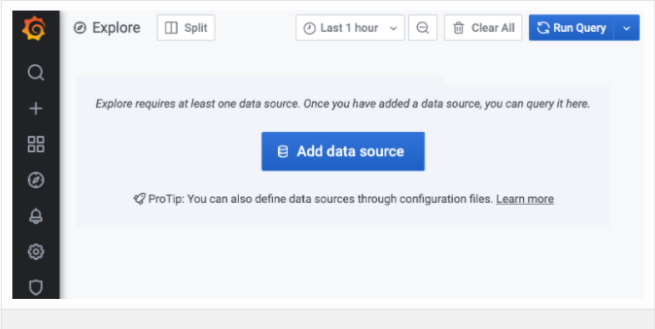 Explore Split Last 1 hour Clear All Run Query
Explore requires at least one data source. Once you have added a data source, you can query it here.
Add data source
ProTip: You can also define data sources through configuration files. Learn more